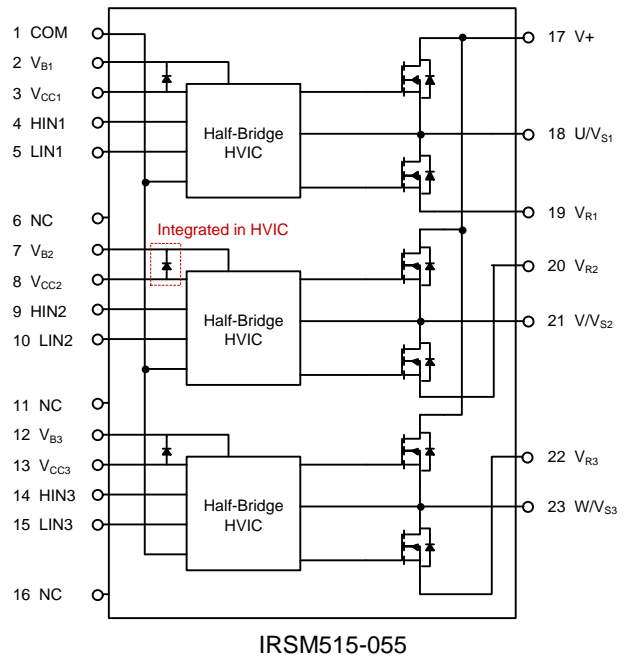 1 COM
2 VB1
3 VCC1
4 HIN1
5 LIN1
6 NC
7 VB2
8 VCC2
9 HIN2
10 LIN2
11 NC
12 VB3
13 VCC3
14 HIN3
15 LIN3
16 NC
Half-Bridge
HVIC
Integrated in HVIC
Half-Bridge
HVIC
Half-Bridge
HVIC
17 V+
18 U/VS1
19 VR1
20 VR2
21 V/VS2
22 VR3
23 W/VS3
IRSM515-055